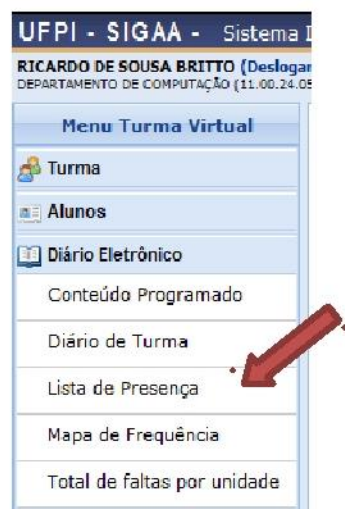 UFPI - SIGAA - Sistema I
RICARDO DE SOUSA BRITTO (Deslogar
DEPARTAMENTO DE COMPUTAÇÃO (11.00.24.05
Menu Turma Virtual
Turma
Alunos
Diário Eletrônico
Conteúdo Programado
Diário de Turma
Lista de Presença
Mapa de Frequência
Total de faltas por unidade